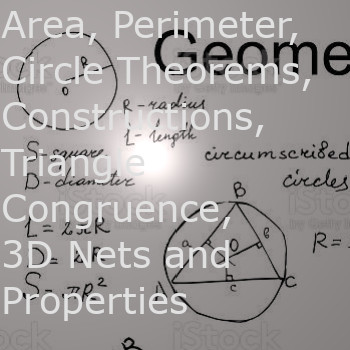 Area, Perimeter,
Circle Theorems,
Constructions,
Triangle
Congruence,
3D Nets and
Properties
Geome
R
O
R-radius
L-length
S-square
D-diameter
circumscribed
circles
L=2πR
D=2R
S=πR²
B
a
O
b
R=
c
A
C
iStock